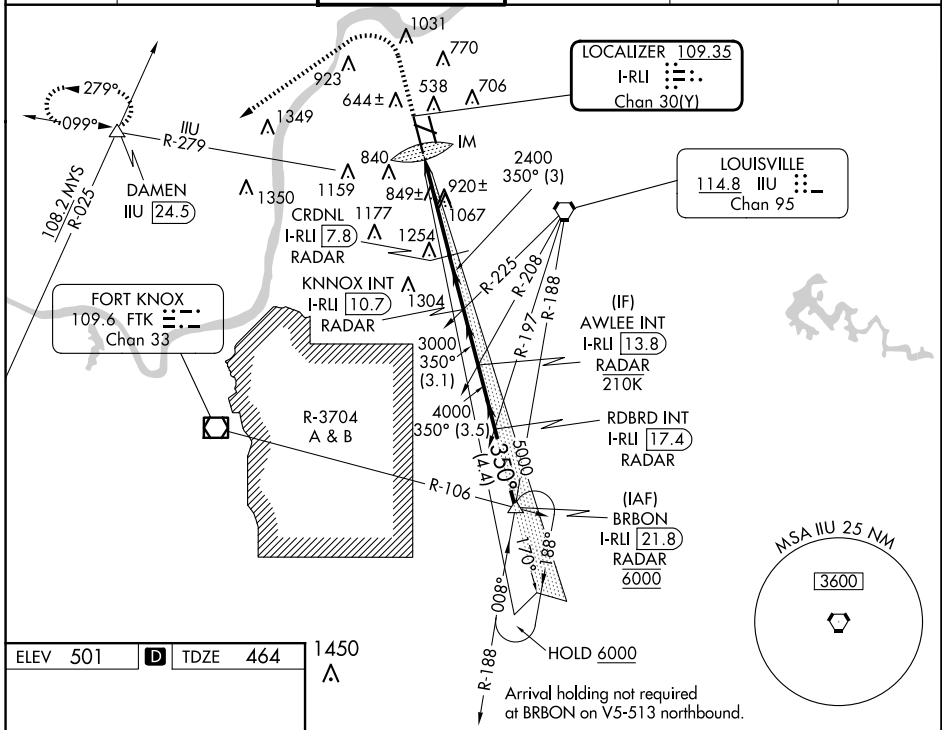 1031
770
923
644±
538
706
LOCALIZER 109.35
I-RLI
Chan 30(Y)
279°
099°
IIU
R-279
1349
IM
840
2400
350° (3)
LOUISVILLE
114.8 IIU
Chan 95
108.2 MYS
R-025
DAMEN
IIU 24.5
1350
1159
849±
920±
1067
CRDNL
I-RLI 7.8
RADAR
1177
1254
R-225
R-208
R-197
R-188
KNNOX INT
I-RLI 10.7
RADAR
1304
FORT KNOX
109.6 FTK
Chan 33
(IF)
AWLEE INT
I-RLI 13.8
RADAR
210K
3000
350°
(3.1)
R-3704
A & B
4000
350° (3.5)
RDBRD INT
I-RLI 17.4
RADAR
350°
5000
(4.4)
R-106
(IAF)
BRBON
I-RLI 21.8
RADAR
6000
170°
188°
008°
R-188
MSA IIU 25 NM
3600
HOLD 6000
ELEV 501
D
TDZE 464
1450
Arrival holding not required
at BRBON on V5-513 northbound.